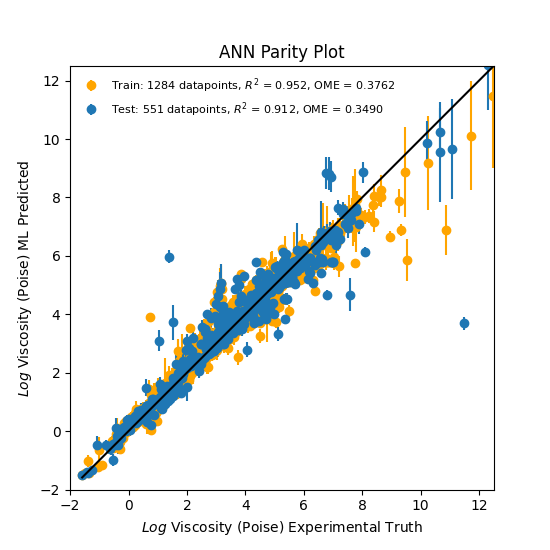 ANN Parity Plot
Train: 1284 datapoints, R² = 0.952, OME = 0.3762
Test: 551 datapoints, R² = 0.912, OME = 0.3490
Log Viscosity (Poise) ML Predicted
12
10
8
6
4
2
0
−2
−2 0 2 4 6 8 10 12
Log Viscosity (Poise) Experimental Truth